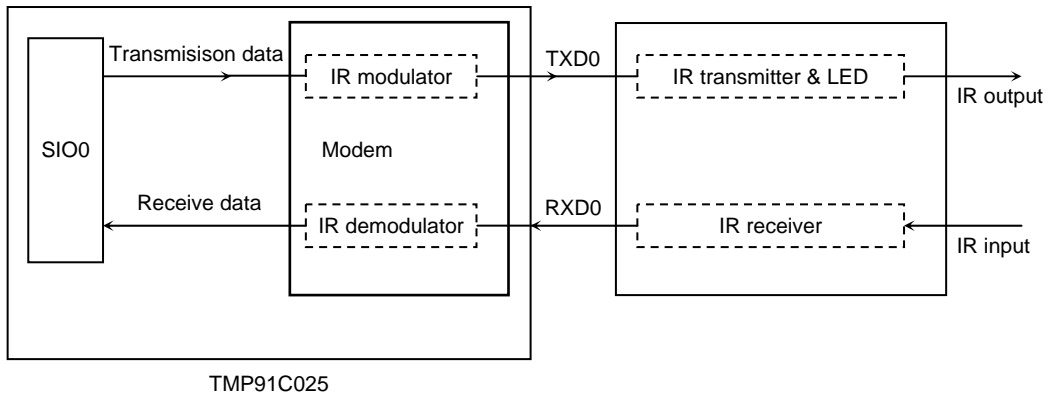 Transmisison data
IR modulator
TXD0
IR transmitter & LED
IR output
SIO0
Modem
Receive data
IR demodulator
RXD0
IR receiver
IR input
TMP91C025